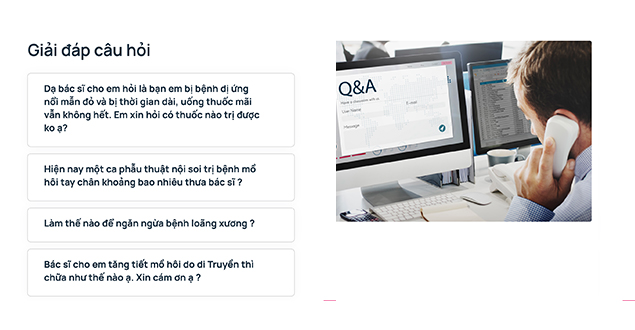 Giải đáp câu hỏi
Dạ bác sĩ cho em hỏi là bạn em bị bệnh dị ứng
nổi mẩn đỏ và bị thời gian dài, uống thuốc mãi
vẫn không hết. Em xin hỏi có thuốc nào trị được
ko ạ?
Hiện nay một ca phẫu thuật nội soi trị bệnh mồ
hôi tay chân khoảng bao nhiêu thưa bác sĩ ?
Làm thế nào để ngăn ngừa bệnh loãng xương ?
Bác sĩ cho em tăng tiết mồ hôi do di Truyền thì
chữa như thế nào ạ. Xin cám ơn ạ ?
Q&A
Have a discussion with us
User Name
E-mail
Message